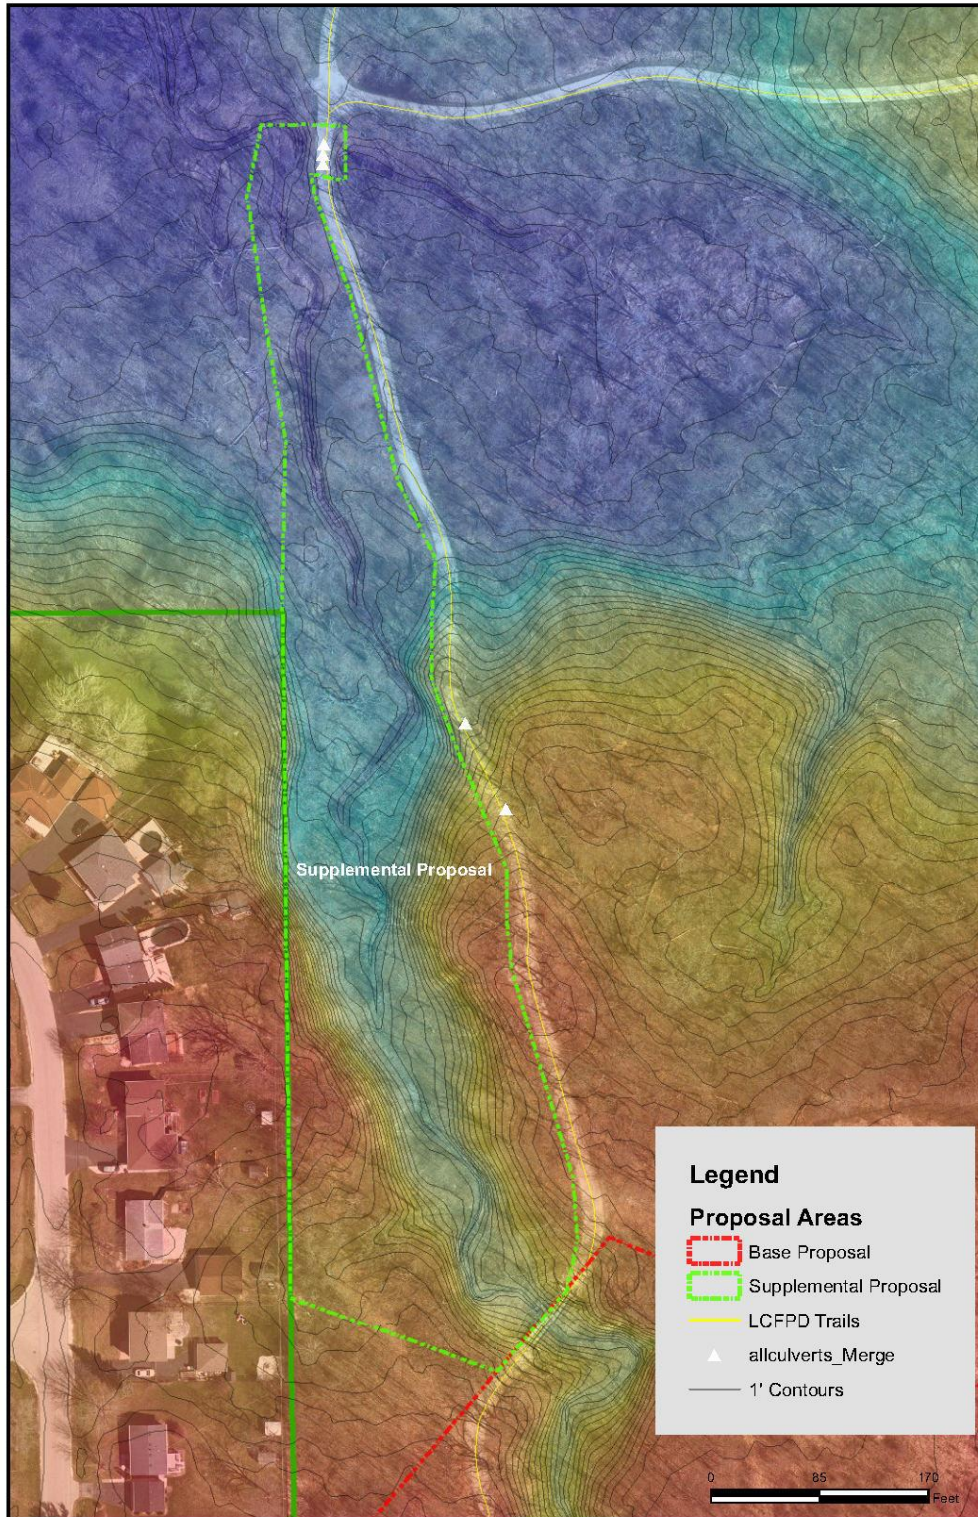 Supplemental Proposal
Legend
Proposal Areas
Base Proposal
Supplemental Proposal
LCFPD Trails
allculverts_Merge
1' Contours
0 85 170
Feet